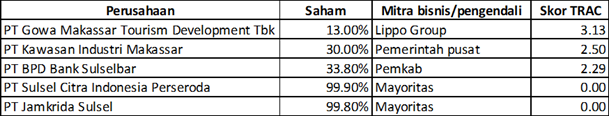 Perusahaan Saham Mitra bisnis/pengendali Skor TRAC
PT Gowa Makassar Tourism Development Tbk 13.00% Lippo Group 3.13
PT Kawasan Industri Makassar 30.00% Pemerintah pusat 2.50
PT BPD Bank Sulselbar 33.80% Pemkab 2.29
PT Sulsel Citra Indonesia Perseroda 99.90% Mayoritas 0.00
PT Jamkrida Sulsel 99.80% Mayoritas 0.00